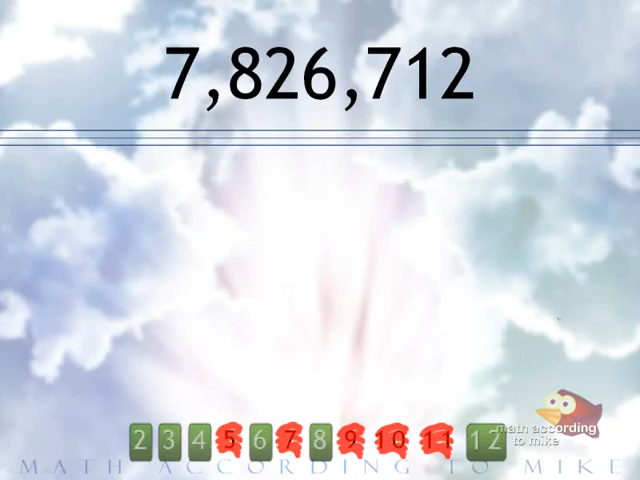 7,826,712
2 3 4 5 6 7 8 9 10 11 12
math according
to mike
MATH ACCORDING TO MIKE